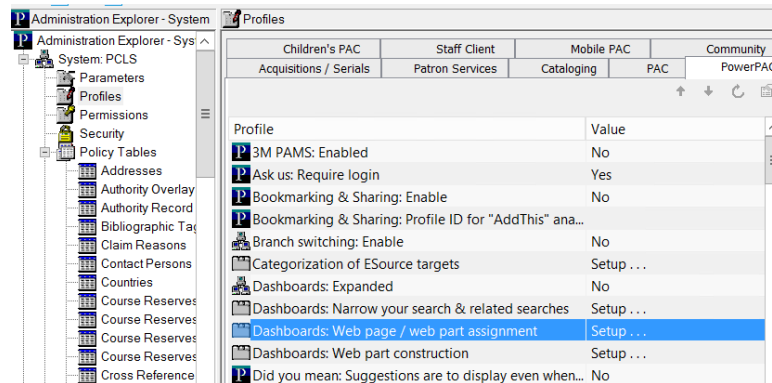 Administration Explorer - System
Profiles
Administration Explorer - Sys
System: PCLS
Parameters
Profiles
Permissions
Security
Policy Tables
Addresses
Authority Overlay
Authority Record
Bibliographic Tag
Claim Reasons
Contact Persons
Countries
Course Reserves
Course Reserves
Course Reserves
Course Reserves
Cross Reference
Children's PAC Staff Client Mobile PAC Community
Acquisitions / Serials Patron Services Cataloging PAC PowerPAC
Profile Value
3M PAMS: Enabled No
Ask us: Require login Yes
Bookmarking & Sharing: Enable No
Bookmarking & Sharing: Profile ID for "AddThis" ana...
Branch switching: Enable No
Categorization of ESource targets Setup . . .
Dashboards: Expanded No
Dashboards: Narrow your search & related searches Setup . . .
Dashboards: Web page / web part assignment Setup . . .
Dashboards: Web part construction Setup . . .
Did you mean: Suggestions are to display even when... No